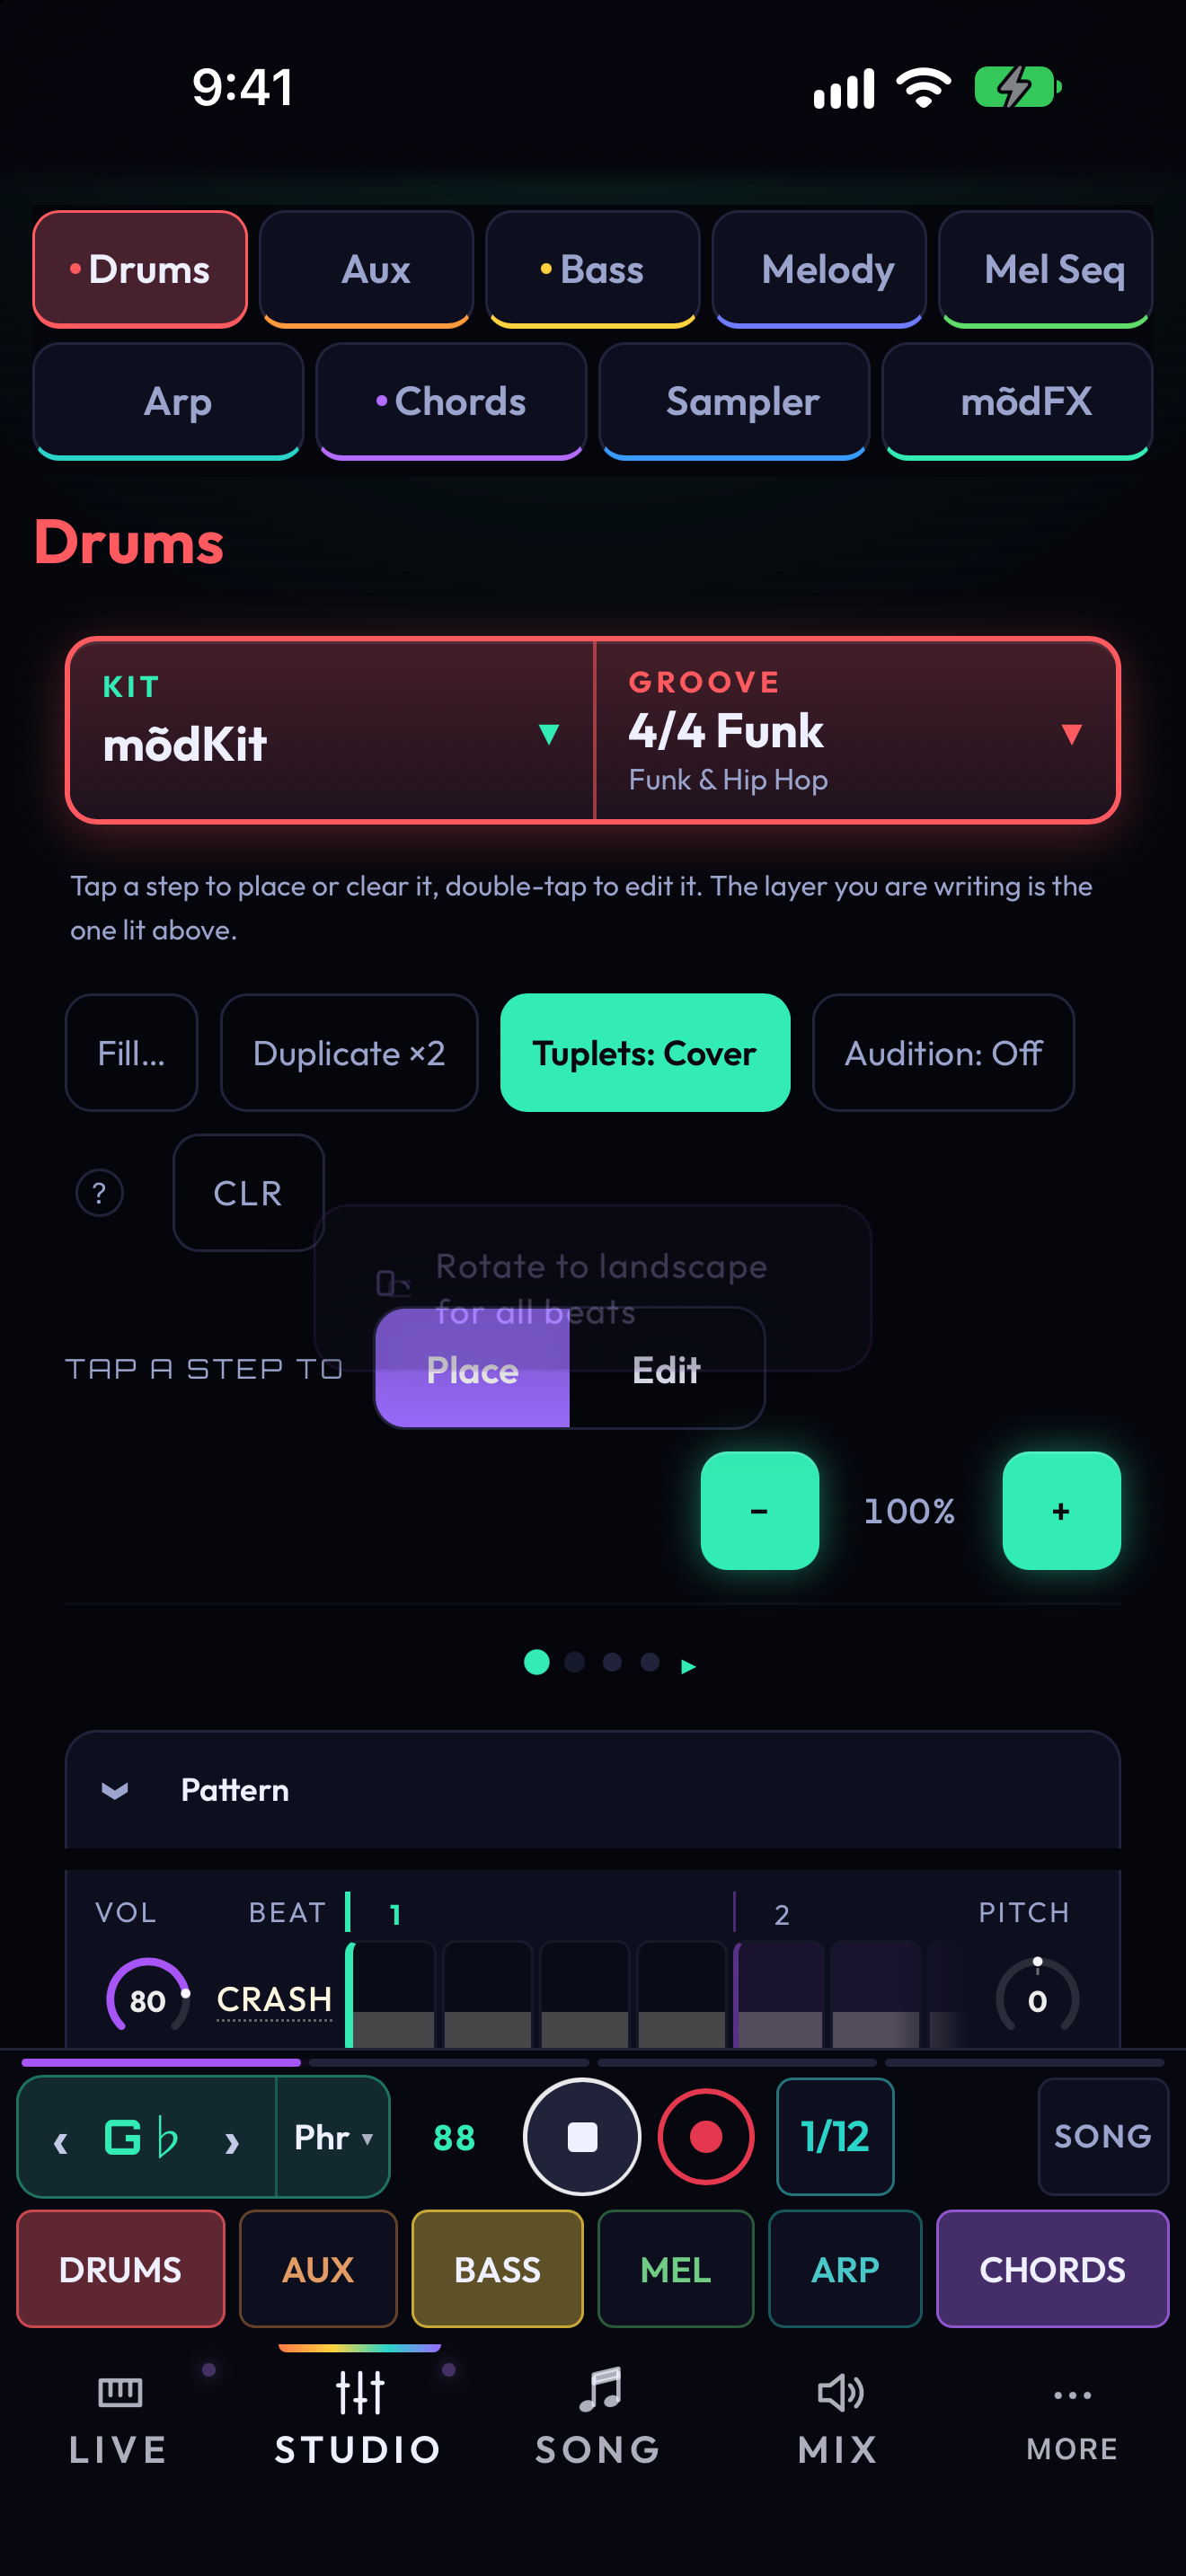 9:41
Drums Aux Bass Melody Mel Seq
Arp Chords Sampler mõdFX
Drums
KIT
mõdKit ▼
GROOVE
4/4 Funk ▼
Funk & Hip Hop
Tap a step to place or clear it, double-tap to edit it. The layer you are writing is the
one lit above.
Fill... Duplicate ×2 Tuplets: Cover Audition: Off
? CLR
Rotate to landscape
for all beats
TAP A STEP TO Place Edit
− 100% +
Pattern
VOL BEAT 1 2 PITCH
80 CRASH 0
‹ G♭ › Phr ▾ 88 1/12 SONG
DRUMS AUX BASS MEL ARP CHORDS
LIVE STUDIO SONG MIX MORE